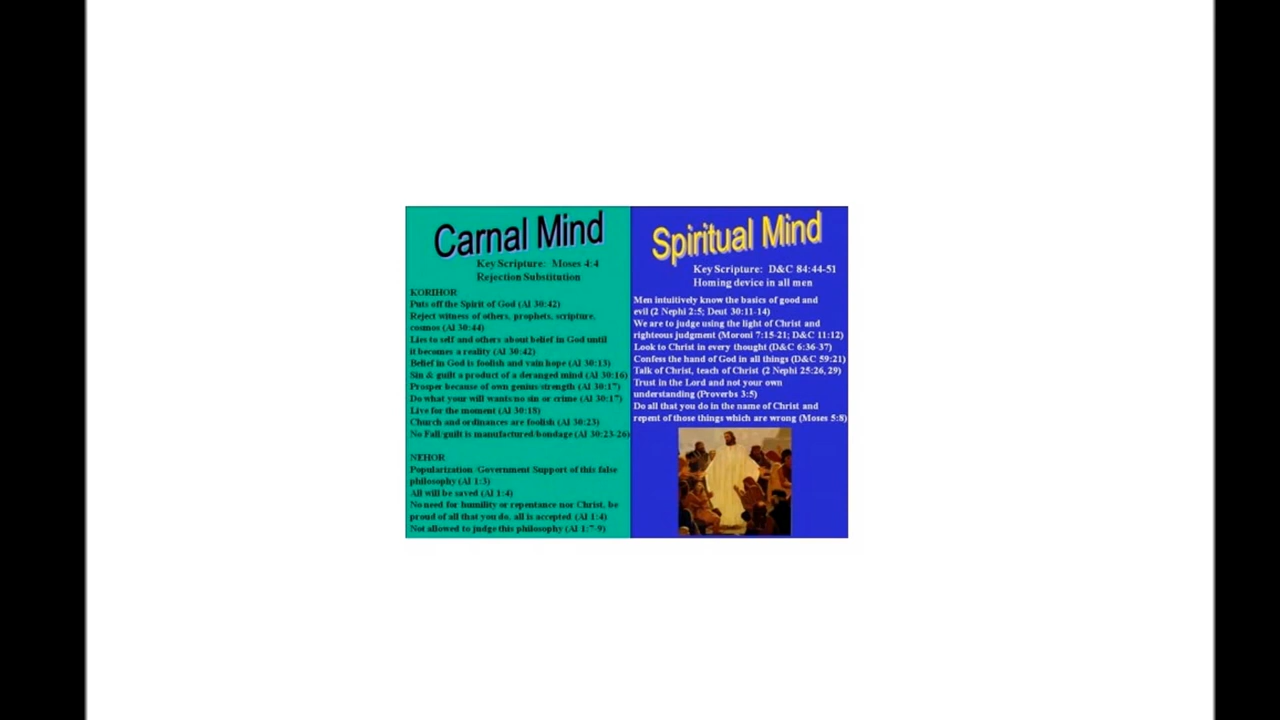 Carnal Mind
Key Scripture: Moses 4:4
Rejection Substitution
KORIHOR
Puts off the Spirit of God (Al 30:42)
Reject witness of others, prophets, scripture,
cosmos (Al 30:44)
Lies to self and others about belief in God until
it becomes a reality (Al 30:42)
Belief in God is foolish and vain hope (Al 30:13)
Sin & guilt a product of a deranged mind (Al 30:16)
Prosper because of own genius/strength (Al 30:17)
Do what your will wants/no sin or crime (Al 30:17)
Live for the moment (Al 30:18)
Church and ordinances are foolish (Al 30:23)
No Fall/guilt is manufactured/bondage (Al 30:23-26)
NEHOR
Popularization/Government Support of this false
philosophy (Al 1:3)
All will be saved (Al 1:4)
No need for humility or repentance nor Christ, be
proud of all that you do, all is accepted (Al 1:4)
Not allowed to judge this philosophy (Al 1:7-9)
Spiritual Mind
Key Scripture: D&C 84:44-51
Homing device in all men
Men intuitively know the basics of good and
evil (2 Nephi 2:5; Deut 30:11-14)
We are to judge using the light of Christ and
righteous judgment (Moroni 7:15-21; D&C 11:12)
Look to Christ in every thought (D&C 6:36-37)
Confess the hand of God in all things (D&C 59:21)
Talk of Christ, teach of Christ (2 Nephi 25:26, 29)
Trust in the Lord and not your own
understanding (Proverbs 3:5)
Do all that you do in the name of Christ and
repent of those things which are wrong (Moses 5:8)